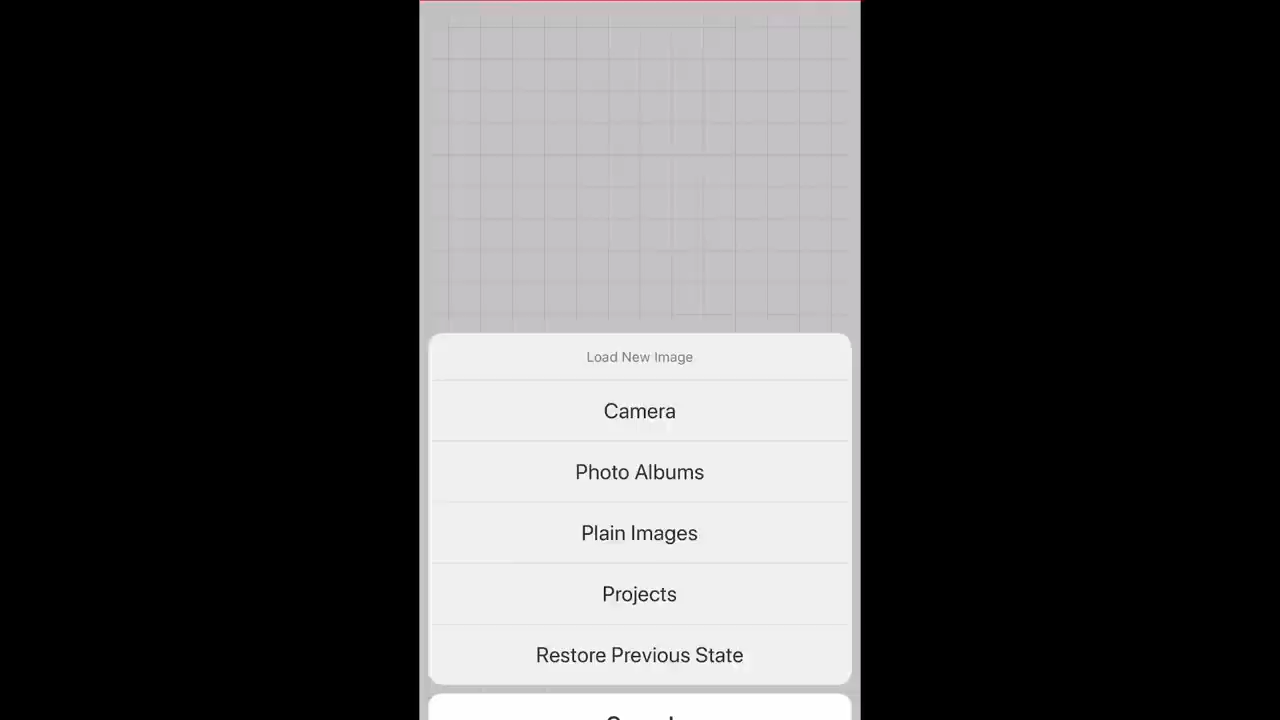 Load New Image
Camera
Photo Albums
Plain Images
Projects
Restore Previous State